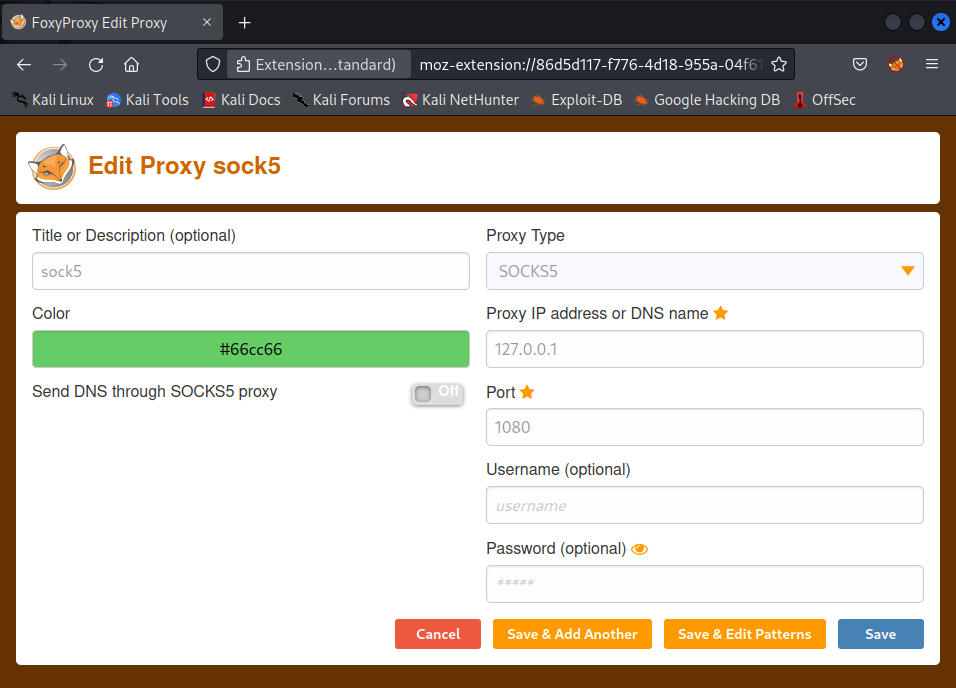 FoxyProxy Edit Proxy
Extension…tandard) moz-extension://86d5d117-f776-4d18-955a-04f61
Kali Linux Kali Tools Kali Docs Kali Forums Kali NetHunter Exploit-DB Google Hacking DB OffSec
Edit Proxy sock5
Title or Description (optional)
sock5
Color
#66cc66
Send DNS through SOCKS5 proxy Off
Proxy Type
SOCKS5
Proxy IP address or DNS name
127.0.0.1
Port
1080
Username (optional)
username
Password (optional)
*****
Cancel Save & Add Another Save & Edit Patterns Save